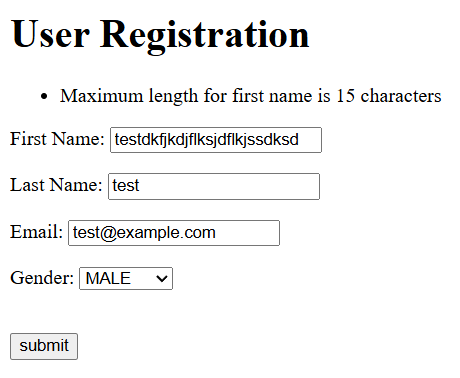 User Registration
• Maximum length for first name is 15 characters
First Name: testdkfjkdjflksjdflkjssdksd
Last Name: test
Email: test@example.com
Gender: MALE
submit